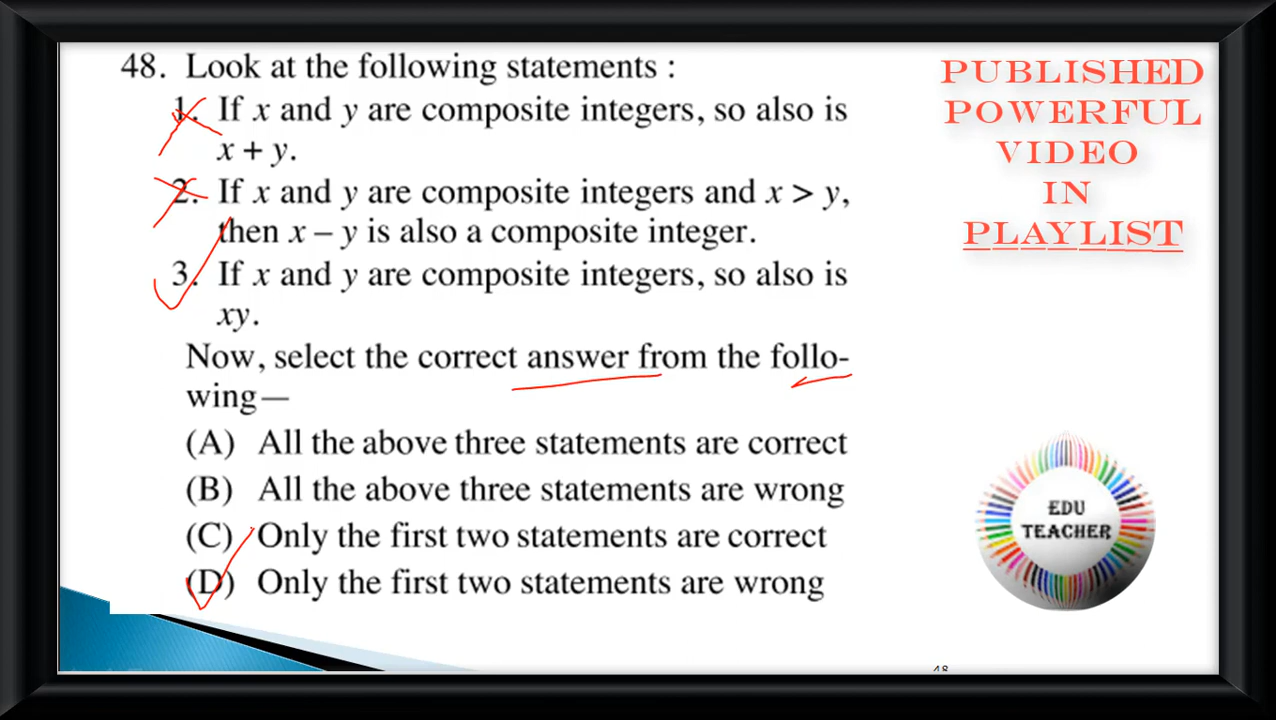 48. Look at the following statements :
1. If x and y are composite integers, so also is
x + y.
2. If x and y are composite integers and x > y,
then x – y is also a composite integer.
3. If x and y are composite integers, so also is
xy.
Now, select the correct answer from the follo-
wing—
(A) All the above three statements are correct
(B) All the above three statements are wrong
(C) Only the first two statements are correct
(D) Only the first two statements are wrong
PUBLISHED
POWERFUL
VIDEO
IN
PLAYLIST
EDU
TEACHER
48